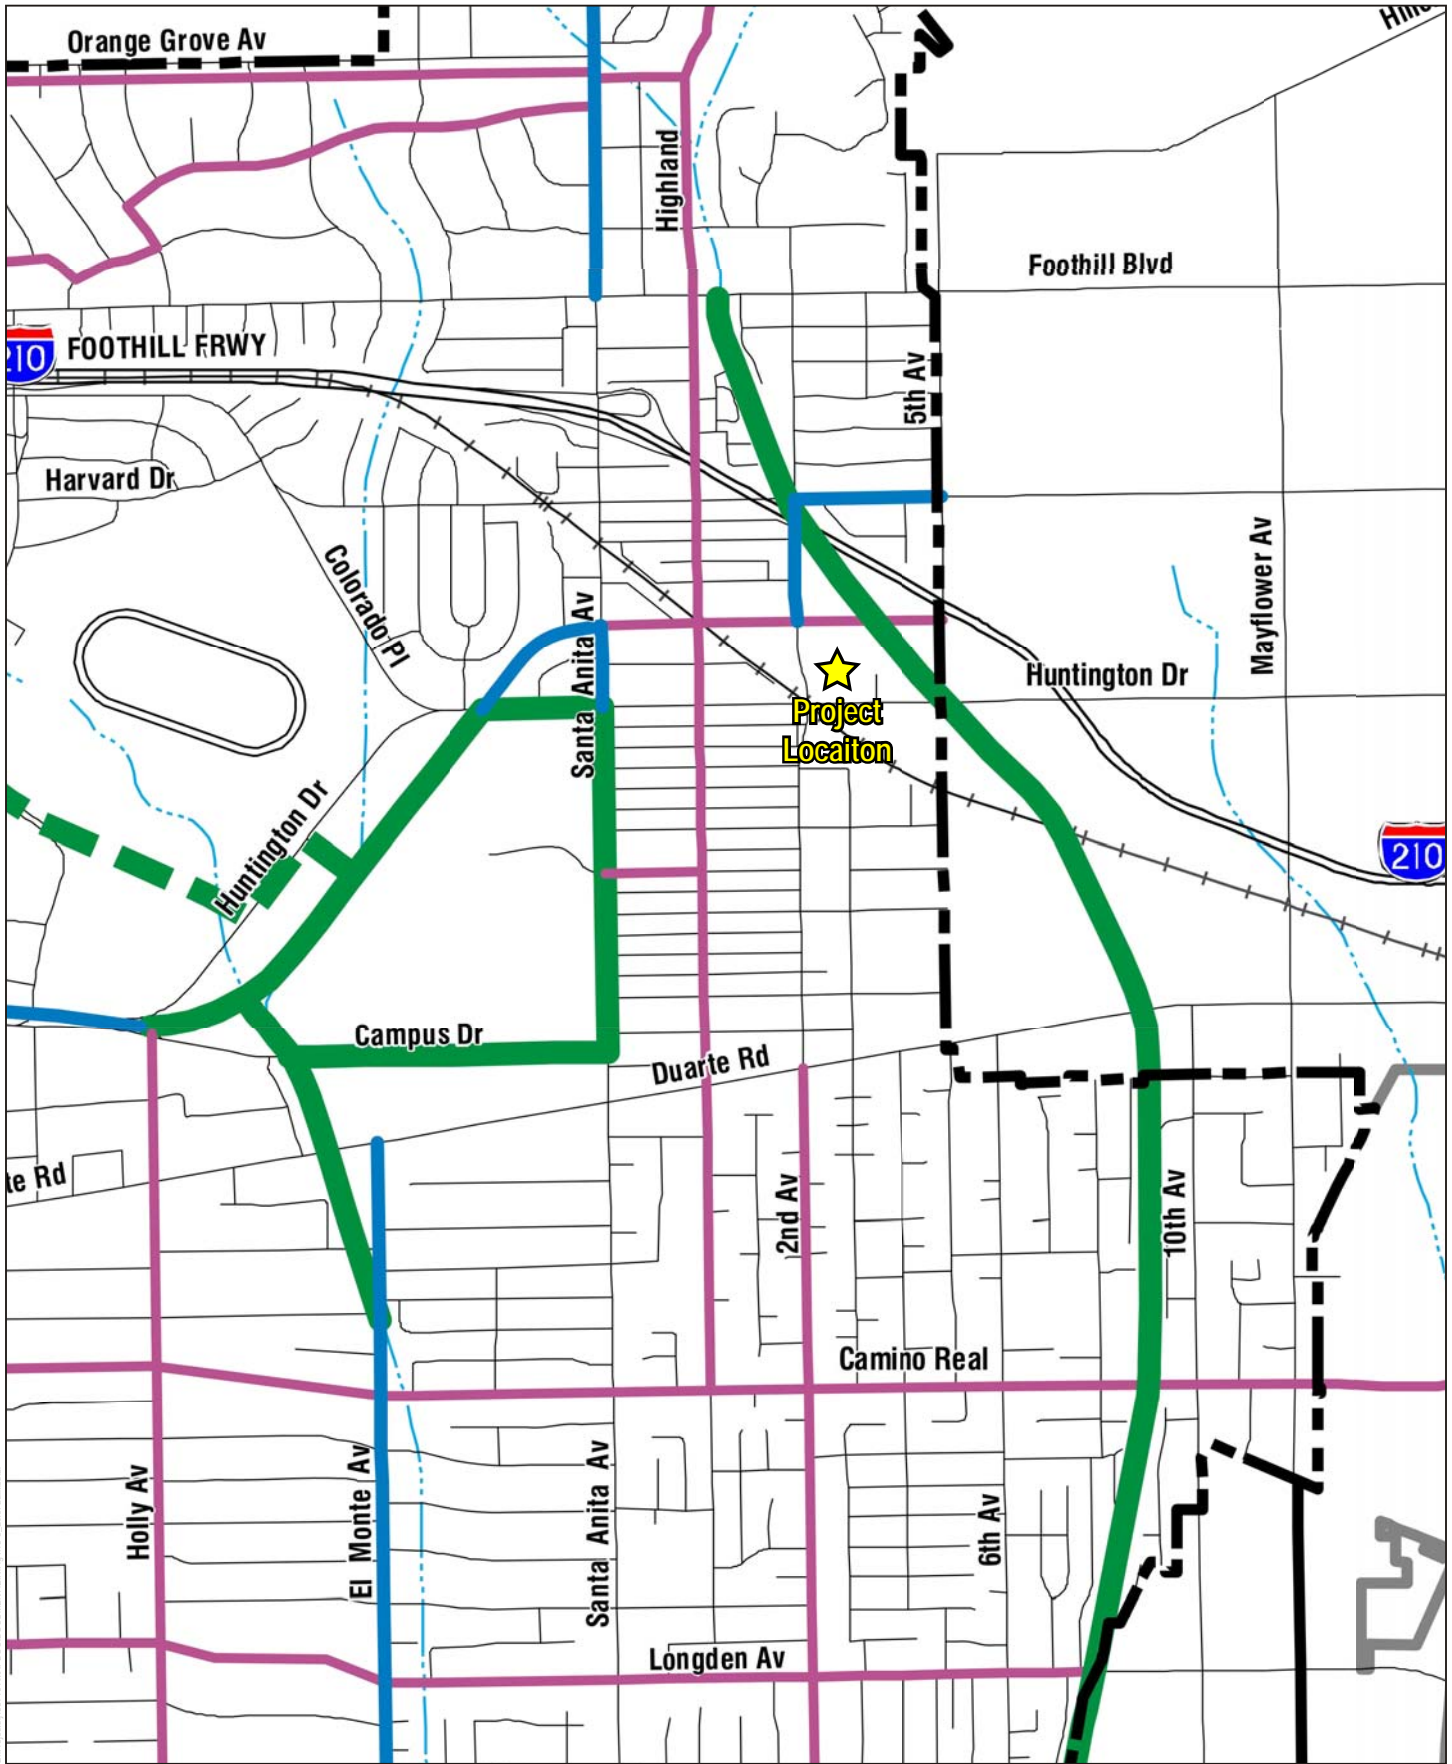 Orange Grove Av
Highland
Foothill Blvd
210
FOOTHILL FRWY
5th Av
Harvard Dr
Colorado Pl
Mayflower Av
Santa Anita Av
Huntington Dr
Project
Locaiton
Huntington Dr
210
Campus Dr
Duarte Rd
te Rd
2nd Av
10th Av
Camino Real
Holly Av
El Monte Av
Santa Anita Av
6th Av
Longden Av